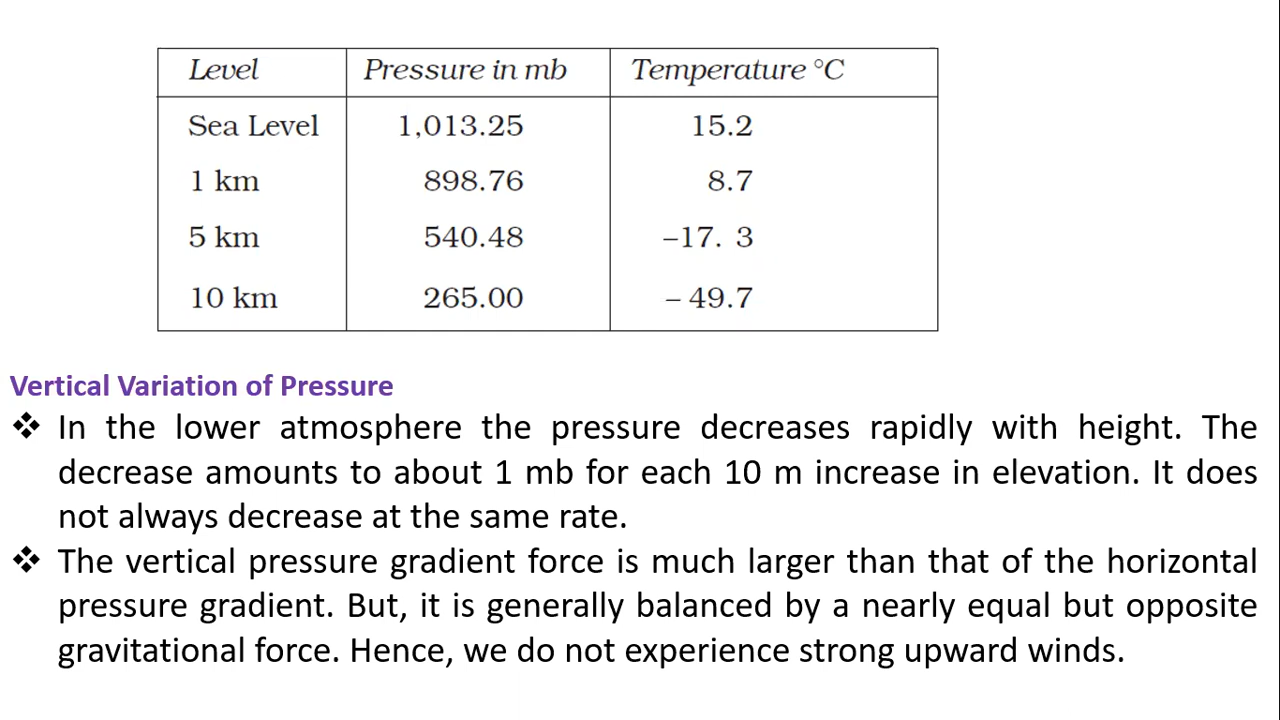 Level Pressure in mb Temperature °C
Sea Level 1,013.25 15.2
1 km 898.76 8.7
5 km 540.48 –17. 3
10 km 265.00 – 49.7
Vertical Variation of Pressure
❖ In the lower atmosphere the pressure decreases rapidly with height. The
decrease amounts to about 1 mb for each 10 m increase in elevation. It does
not always decrease at the same rate.
❖ The vertical pressure gradient force is much larger than that of the horizontal
pressure gradient. But, it is generally balanced by a nearly equal but opposite
gravitational force. Hence, we do not experience strong upward winds.